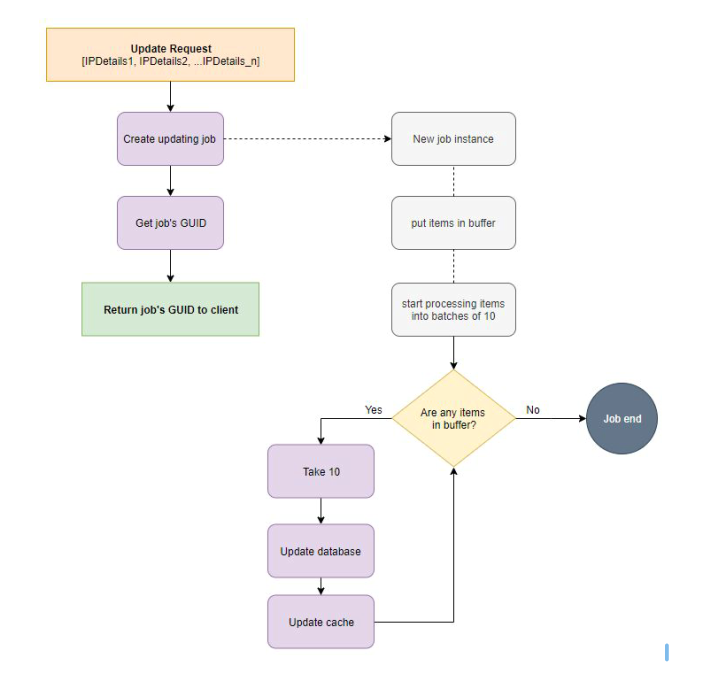 Update Request
[IPDetails1, IPDetails2, ...IPDetails_n]
Create updating job
New job instance
Get job's GUID
put items in buffer
Return job's GUID to client
start processing items
into batches of 10
Are any items
in buffer?
Yes
No
Job end
Take 10
Update database
Update cache